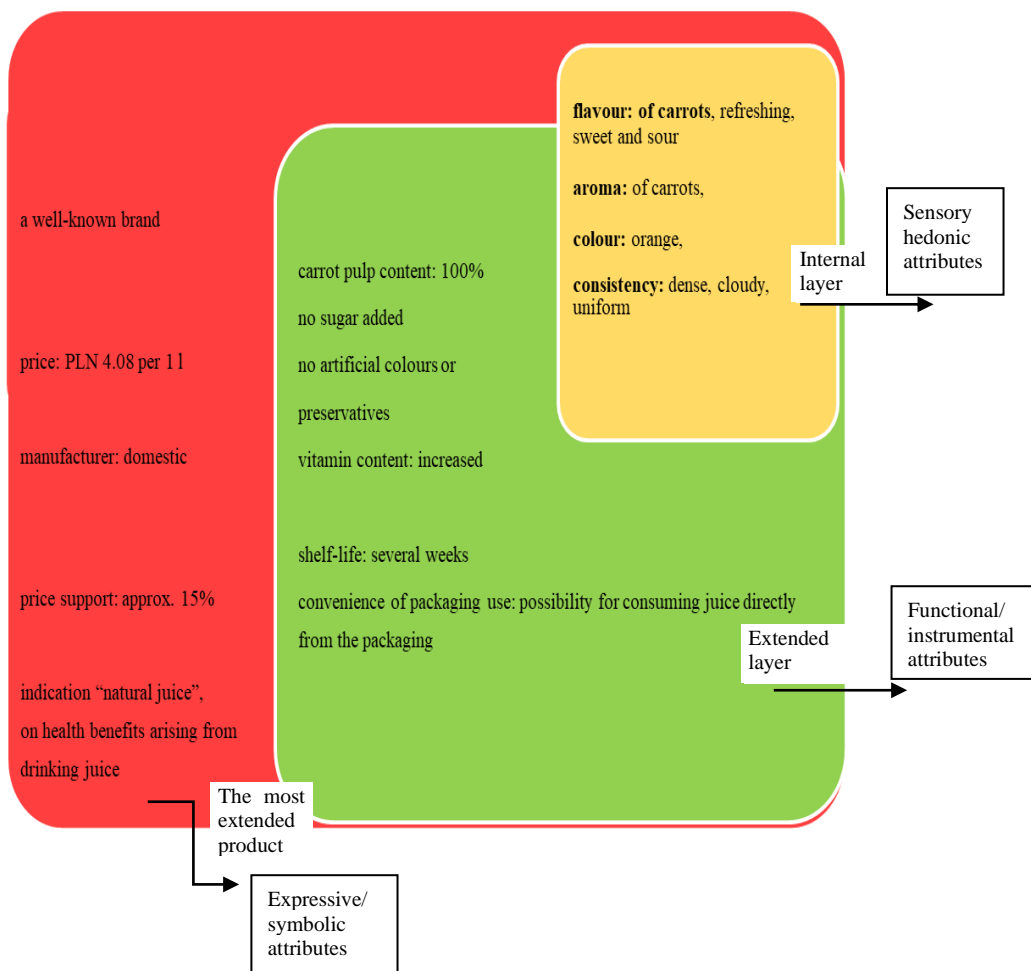 flavour: of carrots, refreshing,
sweet and sour
aroma: of carrots,
colour: orange,
consistency: dense, cloudy,
uniform
Internal
layer
Sensory
hedonic
attributes
carrot pulp content: 100%
no sugar added
no artificial colours or
preservatives
vitamin content: increased
shelf-life: several weeks
convenience of packaging use: possibility for consuming juice directly
from the packaging
Extended
layer
Functional/
instrumental
attributes
a well-known brand
price: PLN 4.08 per 1 l
manufacturer: domestic
price support: approx. 15%
indication “natural juice”,
on health benefits arising from
drinking juice
The most
extended
product
Expressive/
symbolic
attributes